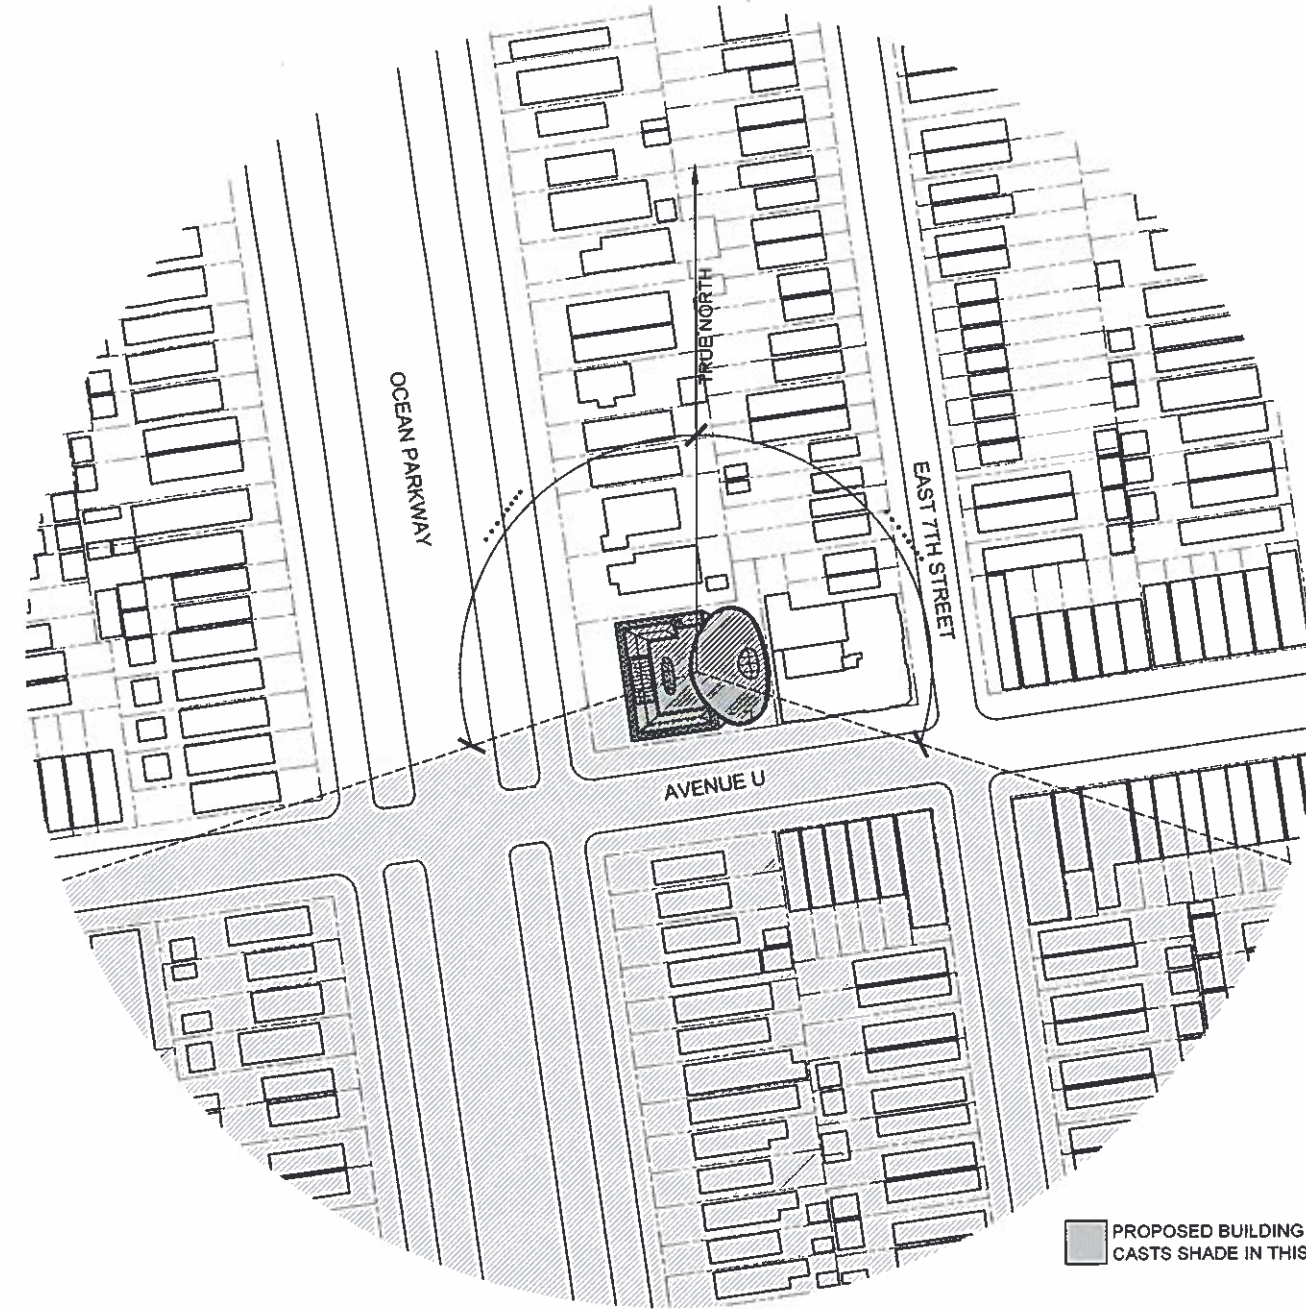 TRUE NORTH
OCEAN PARKWAY
EAST 7TH STREET
AVENUE U
PROPOSED BUILDING
CASTS SHADE IN THIS